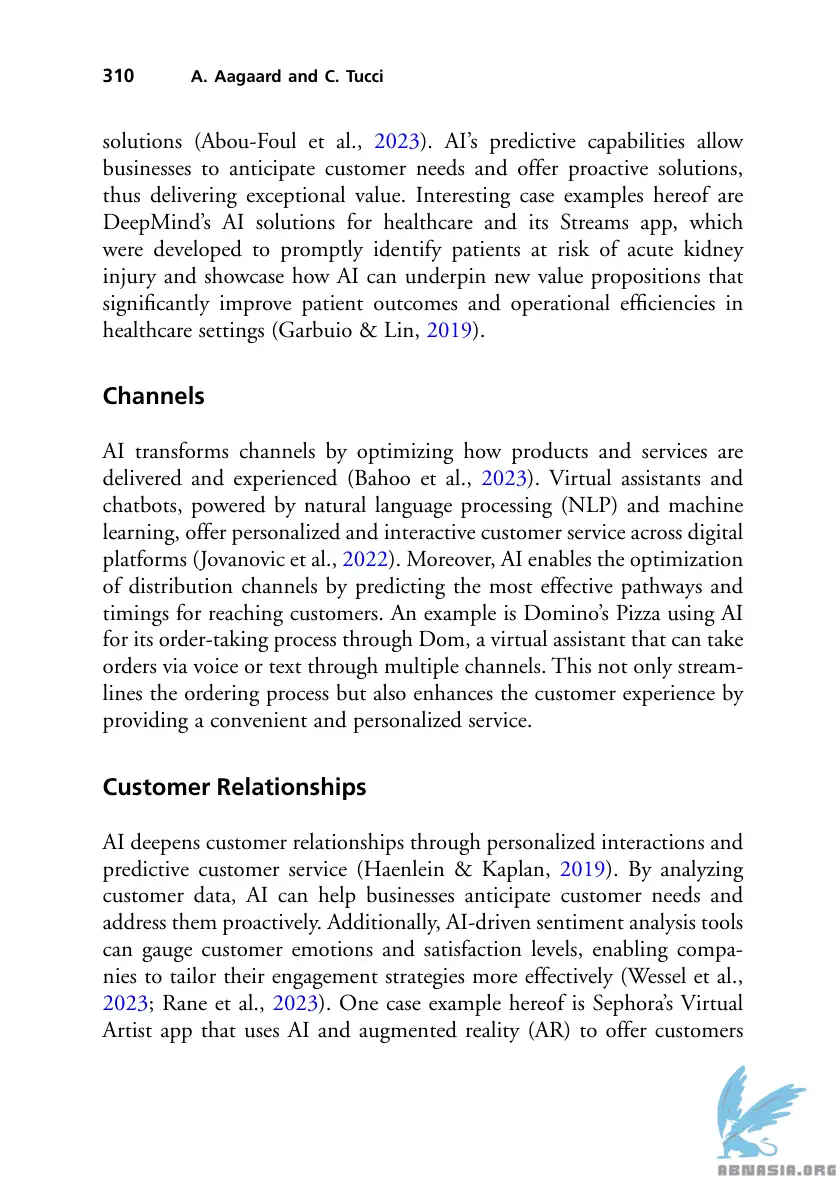 310 A. Aagaard and C. Tucci
solutions (Abou-Foul et al., 2023). AI’s predictive capabilities allow
businesses to anticipate customer needs and offer proactive solutions,
thus delivering exceptional value. Interesting case examples hereof are
DeepMind’s AI solutions for healthcare and its Streams app, which
were developed to promptly identify patients at risk of acute kidney
injury and showcase how AI can underpin new value propositions that
significantly improve patient outcomes and operational efficiencies in
healthcare settings (Garbuio & Lin, 2019).
Channels
AI transforms channels by optimizing how products and services are
delivered and experienced (Bahoo et al., 2023). Virtual assistants and
chatbots, powered by natural language processing (NLP) and machine
learning, offer personalized and interactive customer service across digital
platforms (Jovanovic et al., 2022). Moreover, AI enables the optimization
of distribution channels by predicting the most effective pathways and
timings for reaching customers. An example is Domino’s Pizza using AI
for its order-taking process through Dom, a virtual assistant that can take
orders via voice or text through multiple channels. This not only stream-
lines the ordering process but also enhances the customer experience by
providing a convenient and personalized service.
Customer Relationships
AI deepens customer relationships through personalized interactions and
predictive customer service (Haenlein & Kaplan, 2019). By analyzing
customer data, AI can help businesses anticipate customer needs and
address them proactively. Additionally, AI-driven sentiment analysis tools
can gauge customer emotions and satisfaction levels, enabling compa-
nies to tailor their engagement strategies more effectively (Wessel et al.,
2023; Rane et al., 2023). One case example hereof is Sephora’s Virtual
Artist app that uses AI and augmented reality (AR) to offer customers
ABNASIA.ORG